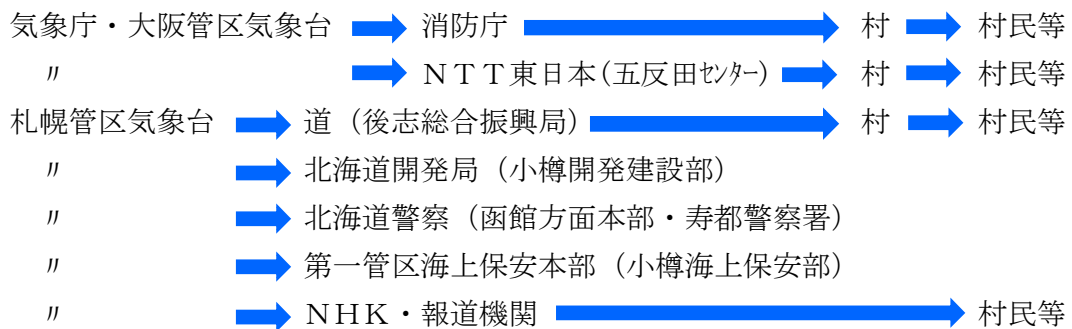 気象庁・大阪管区気象台 消防庁 村 村民等
〃 ＮＴＴ東日本(五反田ｾﾝﾀｰ) 村 村民等
札幌管区気象台 道（後志総合振興局） 村 村民等
〃 北海道開発局（小樽開発建設部）
〃 北海道警察（函館方面本部・寿都警察署）
〃 第一管区海上保安本部（小樽海上保安部）
〃 ＮＨＫ・報道機関 村民等